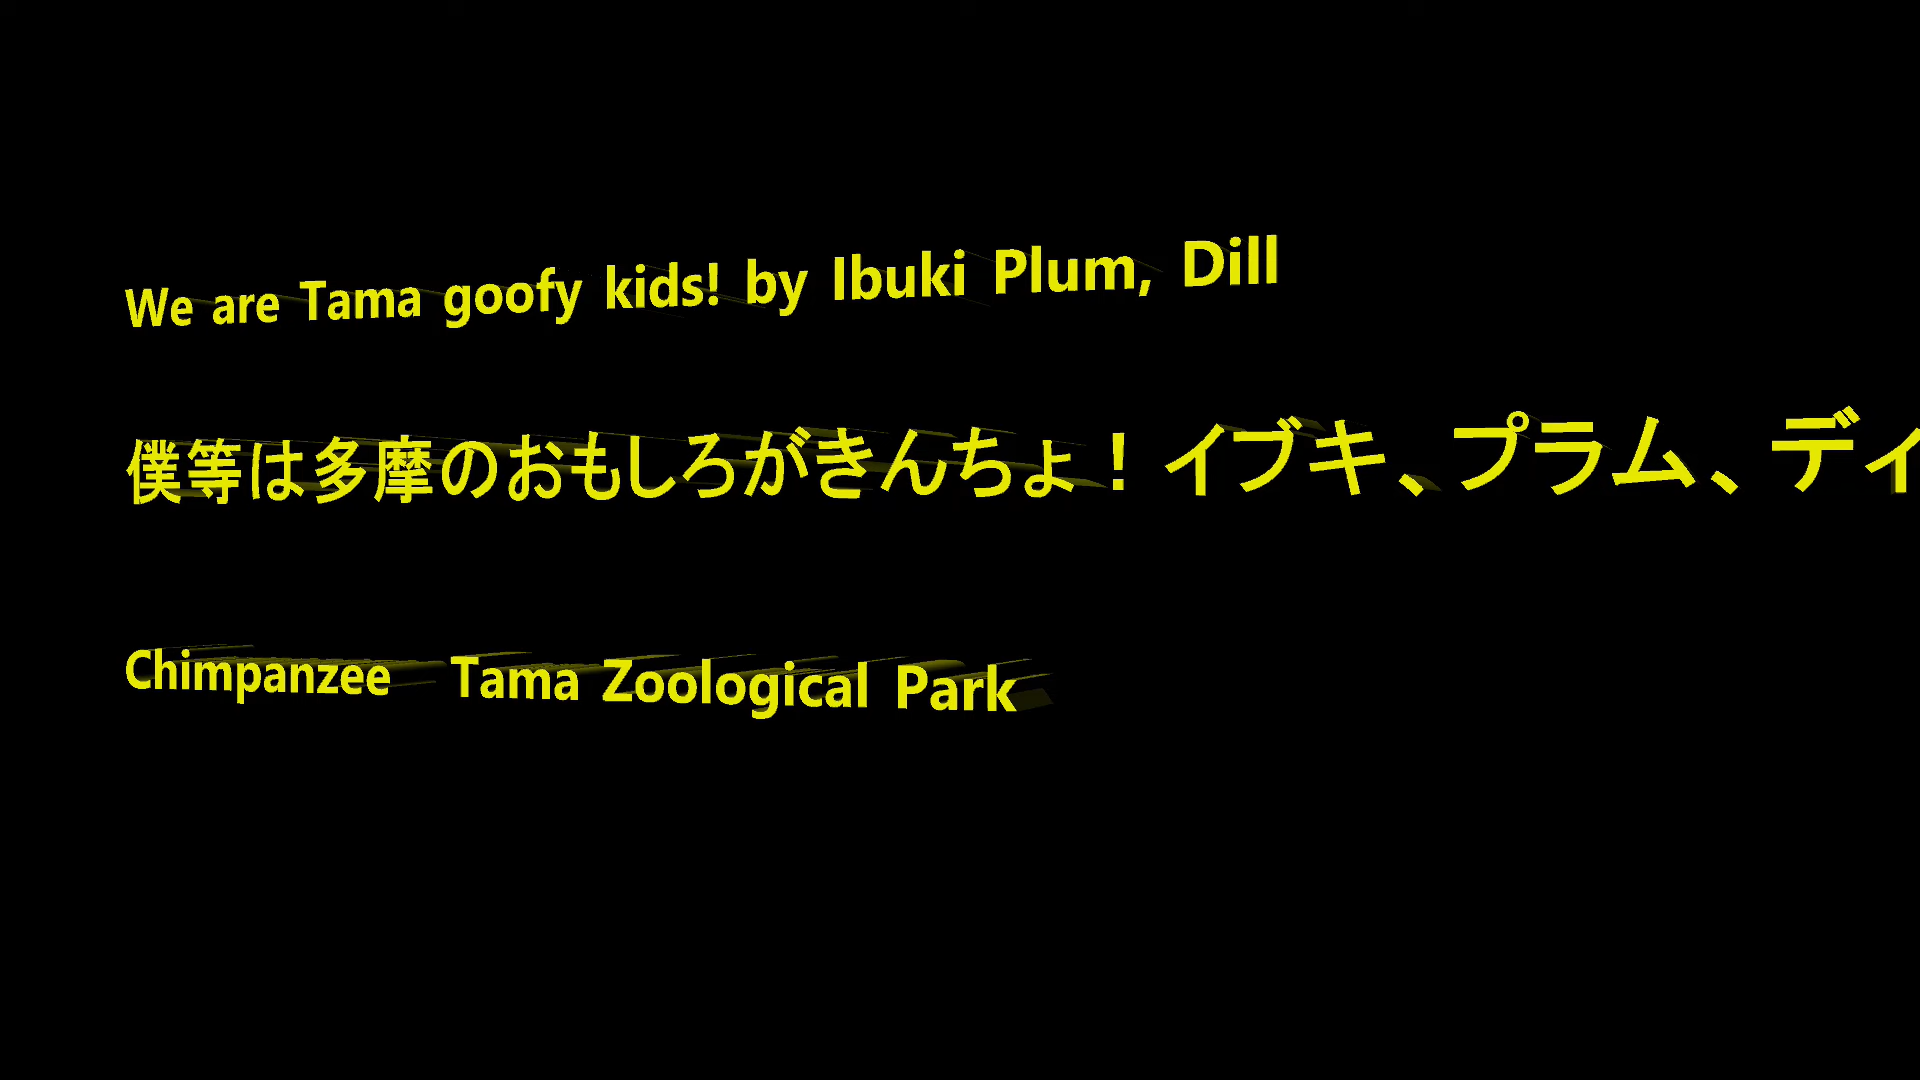 We are Tama goofy kids! by Ibuki Plum, Dill
僕等は多摩のおもしろがきんちょ！イブキ、プラム、ディ
Chimpanzee Tama Zoological Park